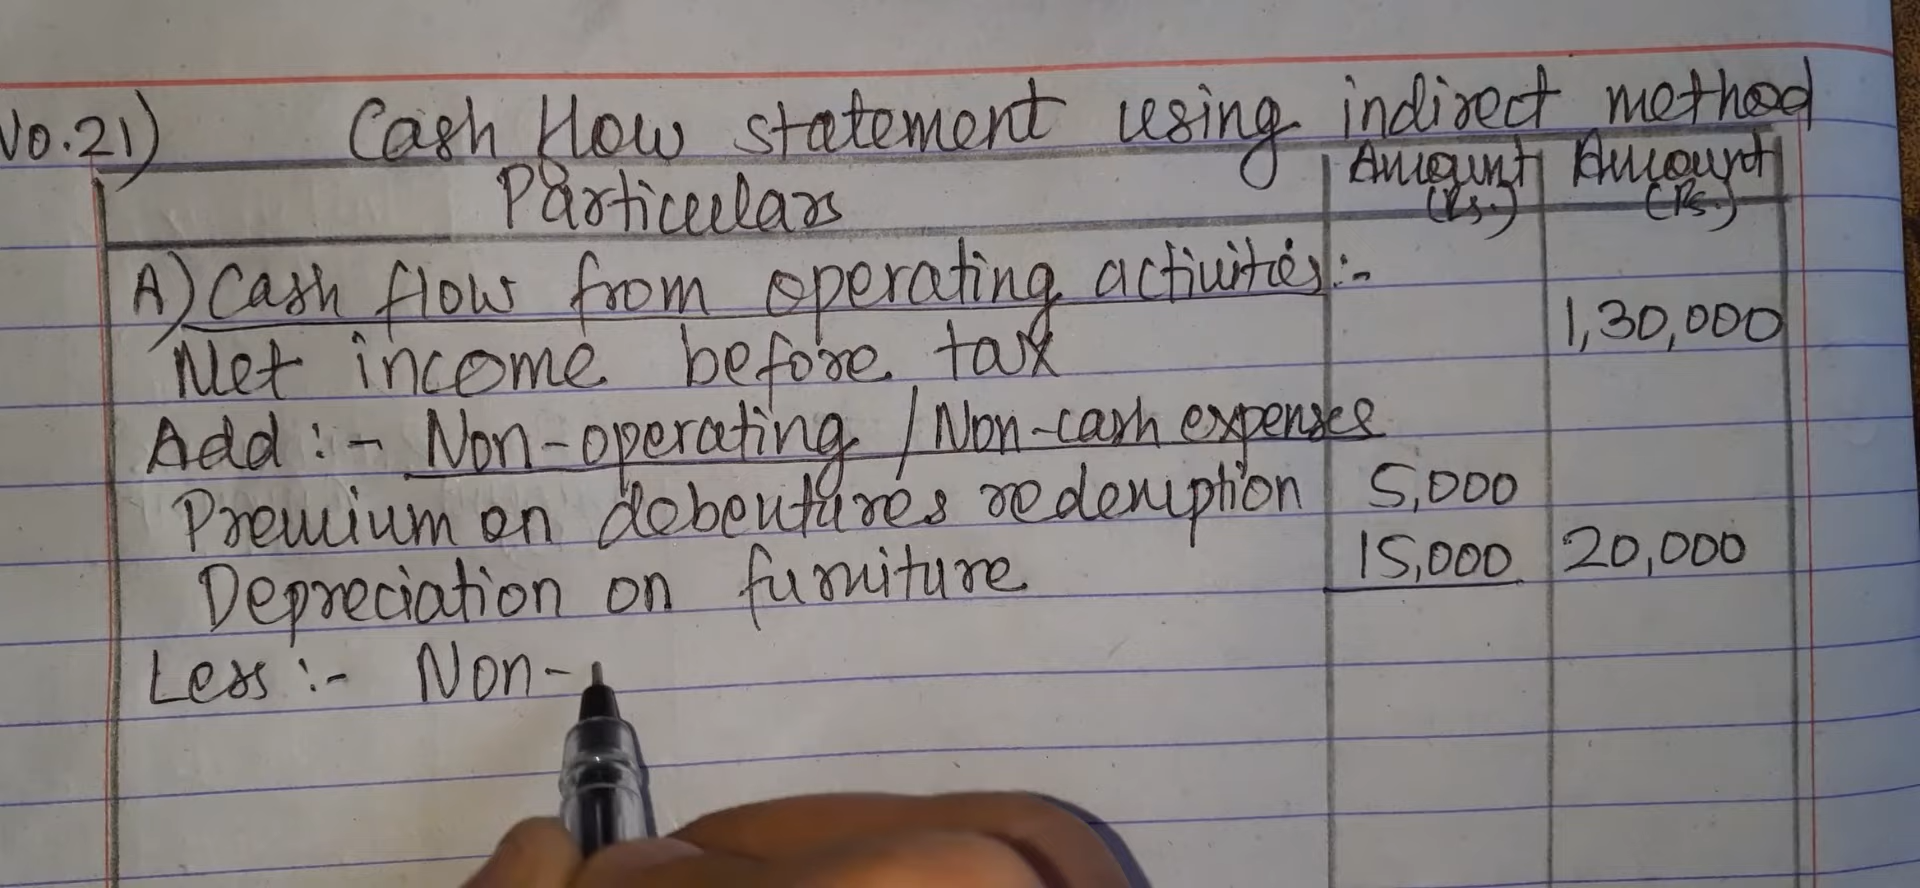 No.21) Cash flow statement using indirect method
Particulars Amount (Rs.) Amount (Rs.)
A) Cash flow from operating activities:-
Net income before tax 1,30,000
Add :- Non-operating / Non-cash expenses
Premium on debentures redemption 5,000
Depreciation on furniture 15,000 20,000
Less :- Non-